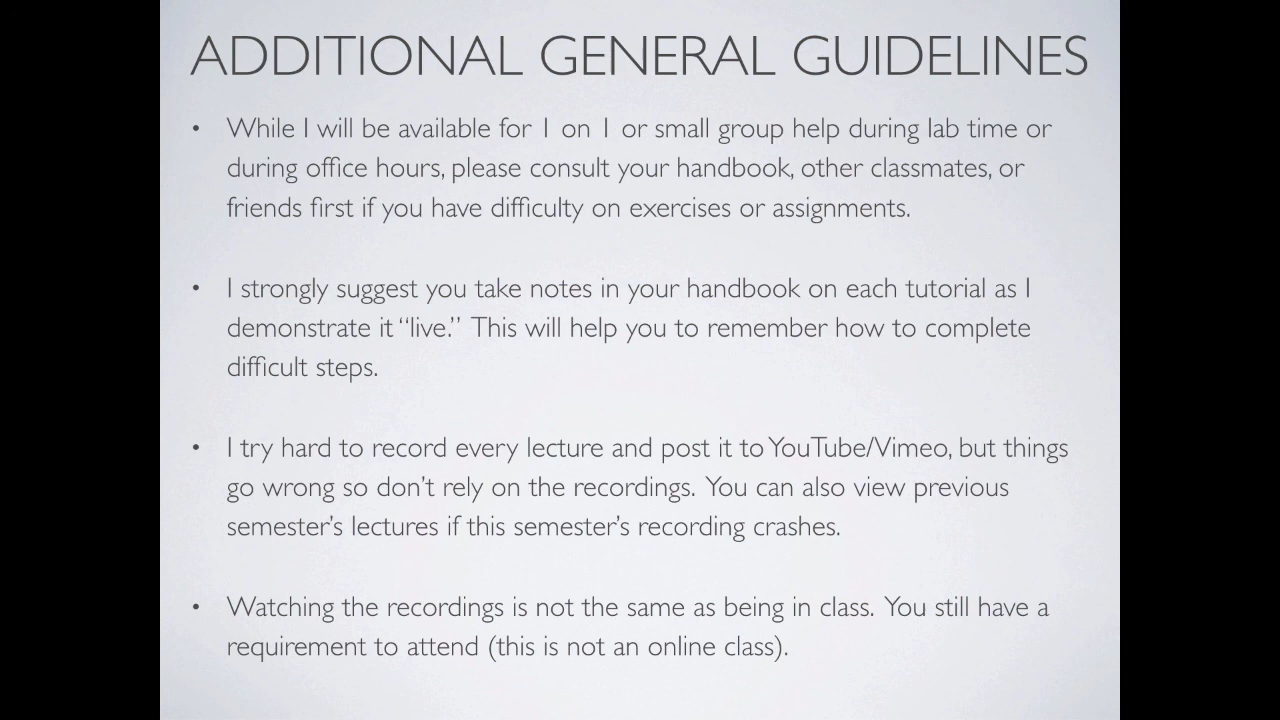 ADDITIONAL GENERAL GUIDELINES
• While I will be available for 1 on 1 or small group help during lab time or
during office hours, please consult your handbook, other classmates, or
friends first if you have difficulty on exercises or assignments.
• I strongly suggest you take notes in your handbook on each tutorial as I
demonstrate it “live.” This will help you to remember how to complete
difficult steps.
• I try hard to record every lecture and post it to YouTube/Vimeo, but things
go wrong so don’t rely on the recordings. You can also view previous
semester’s lectures if this semester’s recording crashes.
• Watching the recordings is not the same as being in class. You still have a
requirement to attend (this is not an online class).